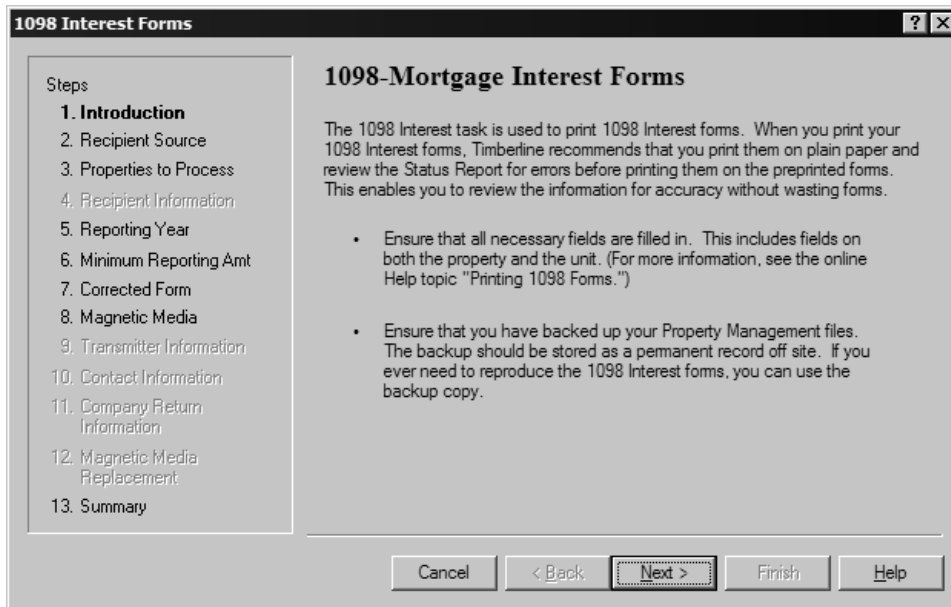 1098 Interest Forms
Steps
1. Introduction
2. Recipient Source
3. Properties to Process
4. Recipient Information
5. Reporting Year
6. Minimum Reporting Amt
7. Corrected Form
8. Magnetic Media
9. Transmitter Information
10. Contact Information
11. Company Return
Information
12. Magnetic Media
Replacement
13. Summary
1098-Mortgage Interest Forms
The 1098 Interest task is used to print 1098 Interest forms. When you print your
1098 Interest Forms, Timberline recommends that you print them on plain paper and
review the Status Report for errors before printing them on the preprinted forms.
This enables you to review the information for accuracy without wasting forms.
• Ensure that all necessary fields are filled in. This includes fields on
both the property and the unit. (For more information, see the online
Help topic "Printing 1098 Forms.")
• Ensure that you have backed up your Property Management files.
The backup should be stored as a permanent record off site. If you
ever need to reproduce the 1098 Interest forms, you can use the
backup copy.
Cancel < Back Next > Finish Help